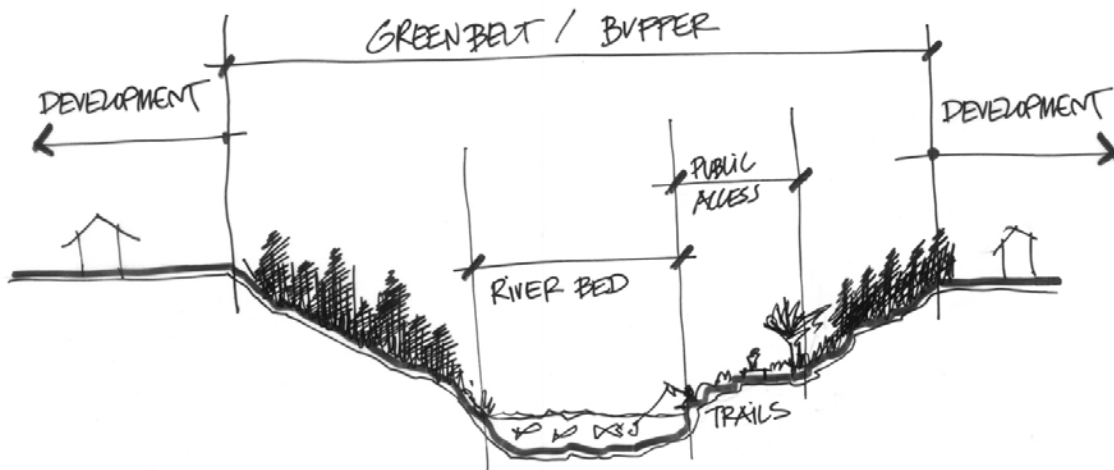 GREENBELT / BUFFER
DEVELOPMENT
DEVELOPMENT
PUBLIC
ACCESS
RIVER BED
TRAILS